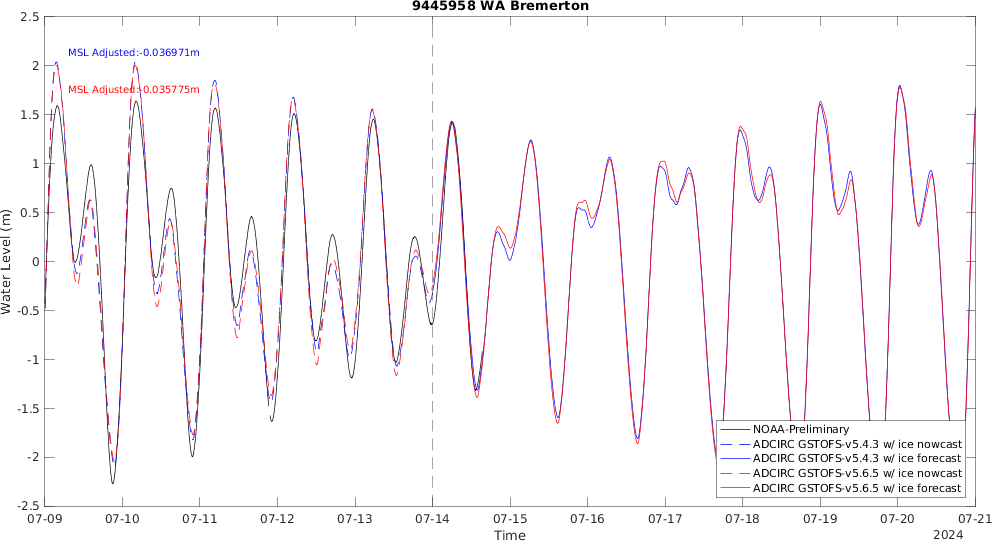 9445958 WA Bremerton
2.5
2
1.5
1
0.5
0
-0.5
-1
-1.5
-2
-2.5
Water Level (m)
MSL Adjusted:-0.036971m
MSL Adjusted:-0.035775m
NOAA-Preliminary
ADCIRC GSTOFS-v5.4.3 w/ ice nowcast
ADCIRC GSTOFS-v5.4.3 w/ ice forecast
ADCIRC GSTOFS-v5.6.5 w/ ice nowcast
ADCIRC GSTOFS-v5.6.5 w/ ice forecast
07-09 07-10 07-11 07-12 07-13 07-14 07-15 07-16 07-17 07-18 07-19 07-20 07-21
Time
2024